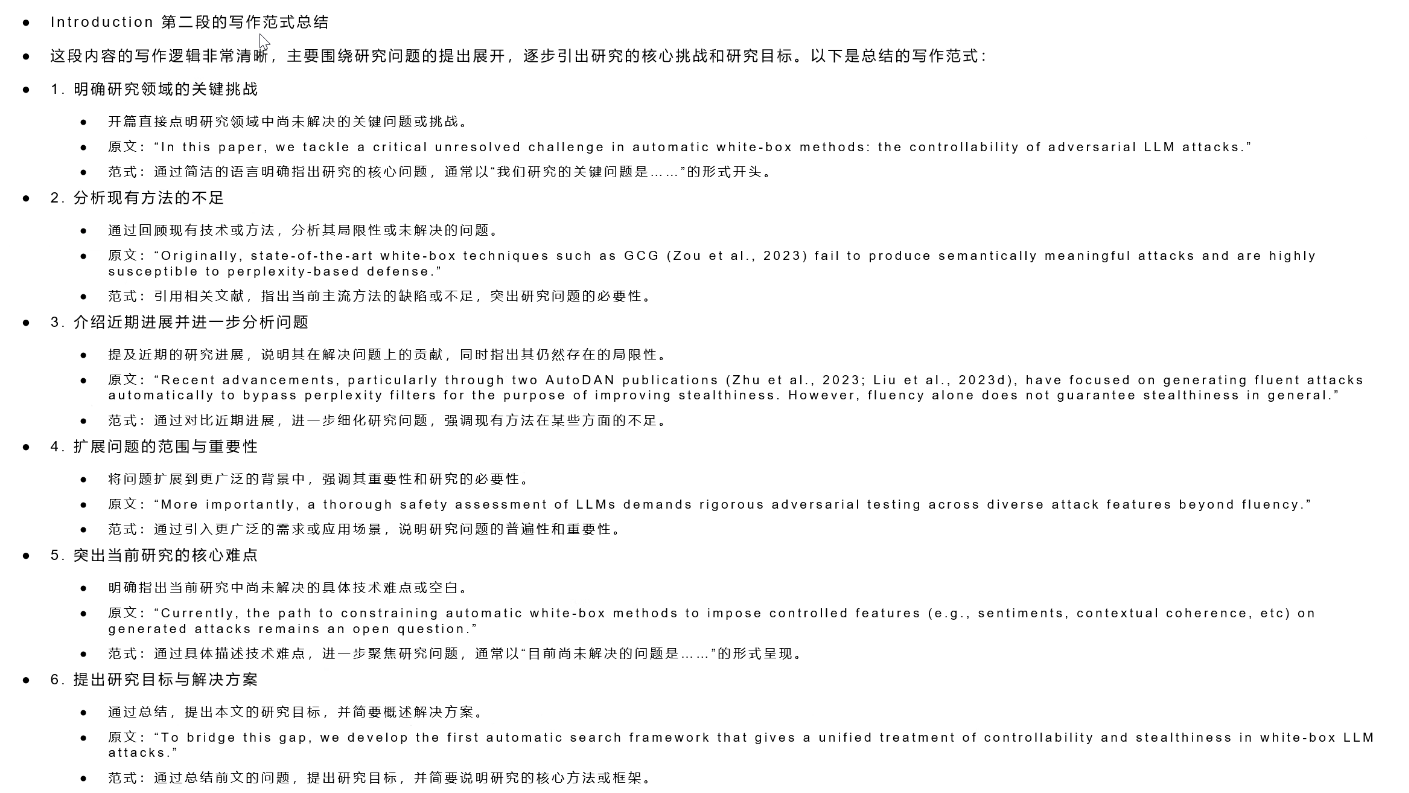 ● Introduction 第二段的写作范式总结
● 这段内容的写作逻辑非常清晰，主要围绕研究问题的提出展开，逐步引出研究的核心挑战和研究目标。以下是总结的写作范式：
● 1. 明确研究领域的关键挑战
● 开篇直接点明研究领域中尚未解决的关键问题或挑战。
● 原文：“In this paper, we tackle a critical unresolved challenge in automatic white-box methods: the controllability of adversarial LLM attacks.”
● 范式：通过简洁的语言明确指出研究的核心问题，通常以“我们研究的关键问题是……”的形式开头。
● 2. 分析现有方法的不足
● 通过回顾现有技术或方法，分析其局限性或未解决的问题。
● 原文：“Originally, state-of-the-art white-box techniques such as GCG (Zou et al., 2023) fail to produce semantically meaningful attacks and are highly
susceptible to perplexity-based defense.”
● 范式：引用相关文献，指出当前主流方法的缺陷或不足，突出研究问题的必要性。
● 3. 介绍近期进展并进一步分析问题
● 提及近期的研究进展，说明其在解决问题上的贡献，同时指出其仍然存在的局限性。
● 原文：“Recent advancements, particularly through two AutoDAN publications (Zhu et al., 2023; Liu et al., 2023d), have focused on generating fluent attacks
automatically to bypass perplexity filters for the purpose of improving stealthiness. However, fluency alone does not guarantee stealthiness in general.”
● 范式：通过对比近期进展，进一步细化研究问题，强调现有方法在某些方面的不足。
● 4. 扩展问题的范围与重要性
● 将问题扩展到更广泛的背景中，强调其重要性和研究的必要性。
● 原文：“More importantly, a thorough safety assessment of LLMs demands rigorous adversarial testing across diverse attack features beyond fluency.”
● 范式：通过引入更广泛的需求或应用场景，说明研究问题的普遍性和重要性。
● 5. 突出当前研究的核心难点
● 明确指出当前研究中尚未解决的具体技术难点或空白。
● 原文：“Currently, the path to constraining automatic white-box methods to impose controlled features (e.g., sentiments, contextual coherence, etc) on
generated attacks remains an open question.”
● 范式：通过具体描述技术难点，进一步聚焦研究问题，通常以“目前尚未解决的问题是……”的形式呈现。
● 6. 提出研究目标与解决方案
● 通过总结，提出本文的研究目标，并简要概述解决方案。
● 原文：“To bridge this gap, we develop the first automatic search framework that gives a unified treatment of controllability and stealthiness in white-box LLM
attacks.”
● 范式：通过总结前文的问题，提出研究目标，并简要说明研究的核心方法或框架。